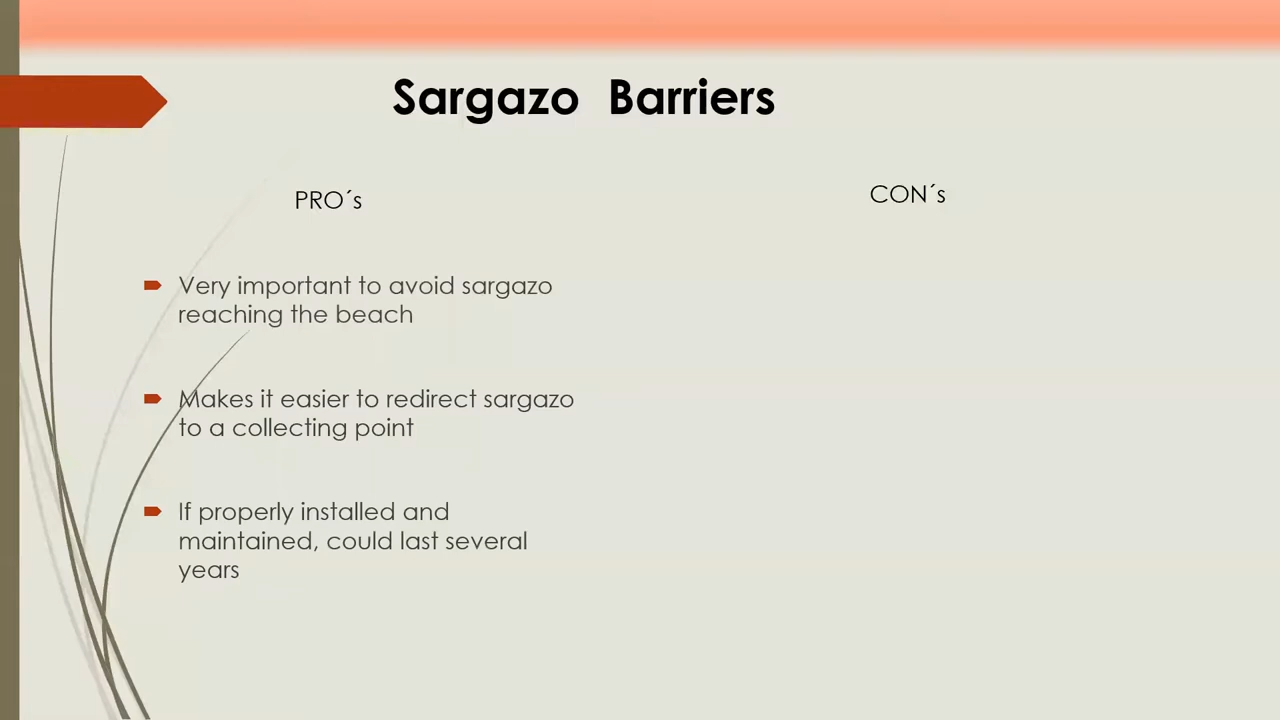 Sargazo Barriers
PRO´s
Very important to avoid sargazo
reaching the beach
Makes it easier to redirect sargazo
to a collecting point
If properly installed and
maintained, could last several
years
CON´s